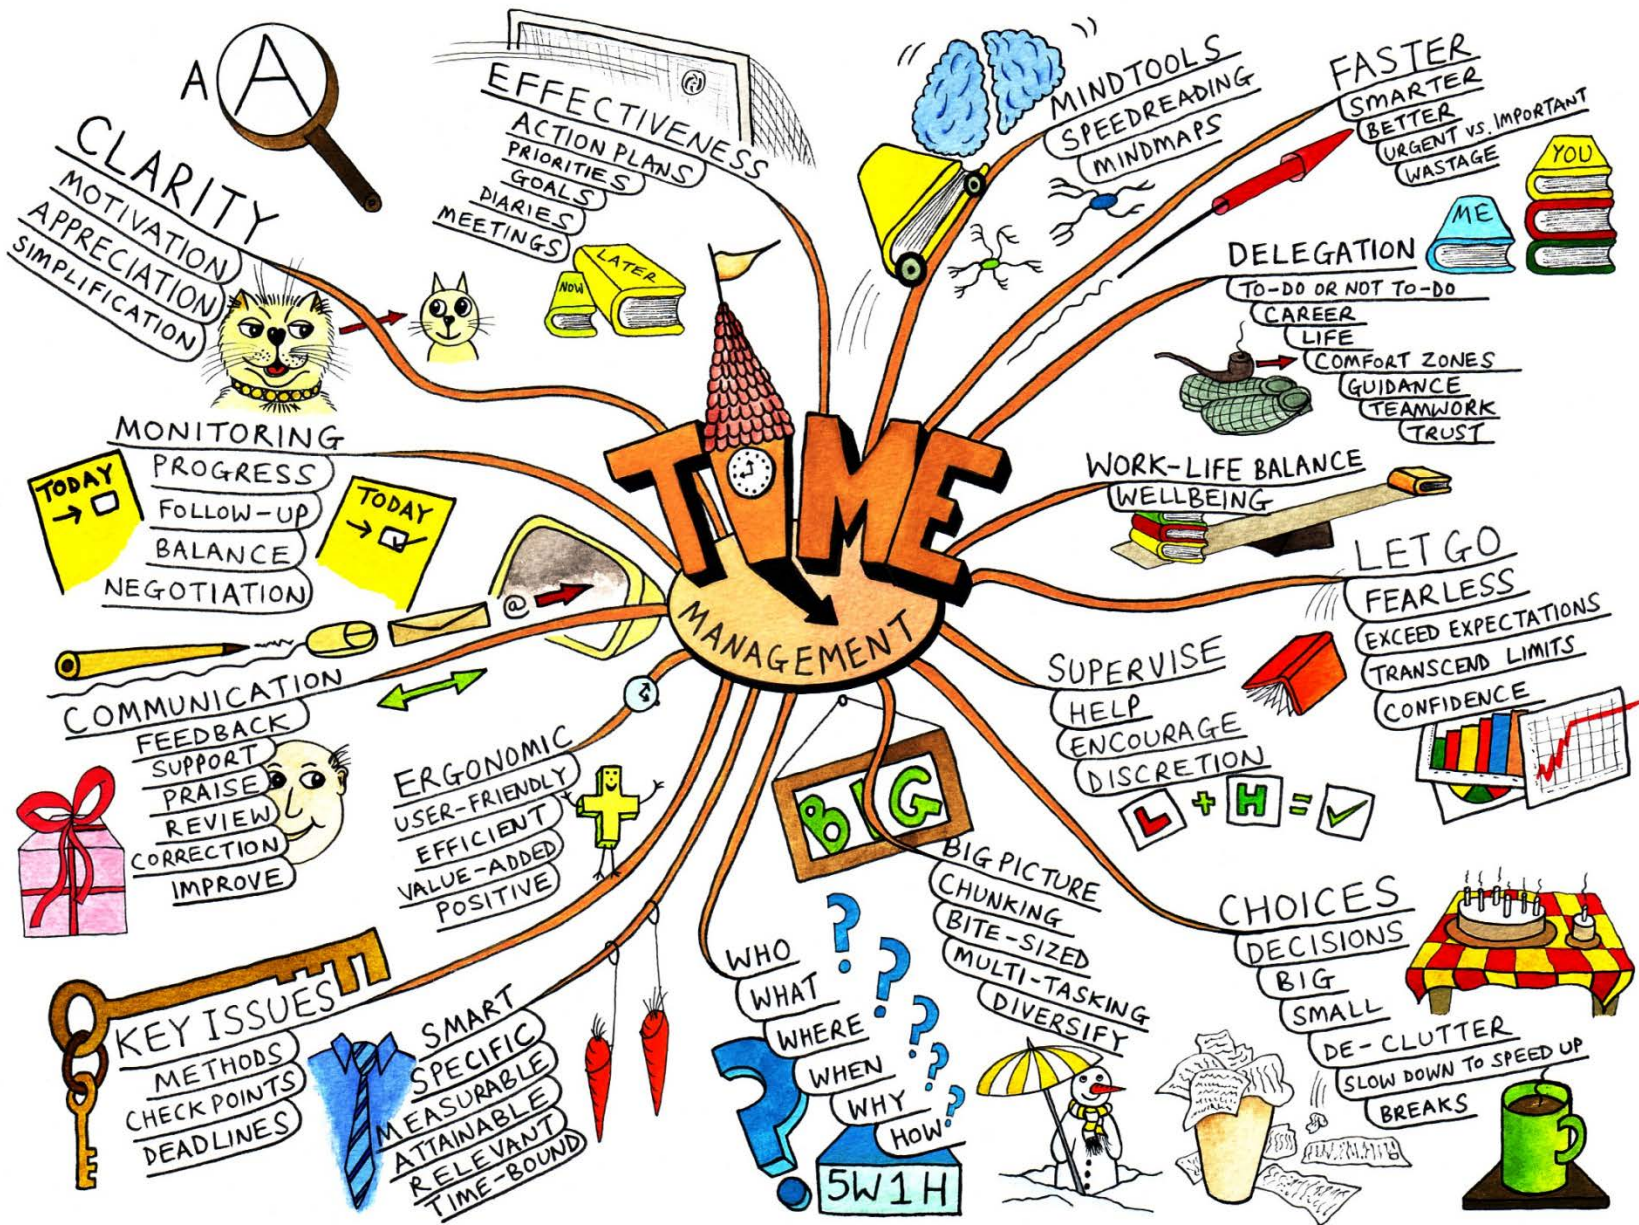 TIME
MANAGEMENT
A A
CLARITY
MOTIVATION
APPRECIATION
SIMPLIFICATION
EFFECTIVENESS
ACTION PLANS
PRIORITIES
GOALS
DIARIES
MEETINGS
NOW
LATER
MINDTOOLS
SPEEDREADING
MINDMAPS
FASTER
SMARTER
BETTER
URGENT VS. IMPORTANT
WASTAGE
YOU
ME
DELEGATION
TO-DO OR NOT TO-DO
CAREER
LIFE
COMFORT ZONES
GUIDANCE
TEAMWORK
TRUST
WORK-LIFE BALANCE
WELLBEING
LET GO
FEARLESS
EXCEED EXPECTATIONS
TRANSCEND LIMITS
CONFIDENCE
SUPERVISE
HELP
ENCOURAGE
DISCRETION
L + H = ✓
CHOICES
DECISIONS
BIG
SMALL
DE-CLUTTER
SLOW DOWN TO SPEED UP
BREAKS
BIG
BIG PICTURE
CHUNKING
BITE-SIZED
MULTI-TASKING
DIVERSIFY
WHO
WHAT
WHERE
WHEN
WHY
HOW
? ? ? ? ?
?
5W1H
SMART
SPECIFIC
MEASURABLE
ATTAINABLE
RELEVANT
TIME-BOUND
KEY ISSUES
METHODS
CHECK POINTS
DEADLINES
ERGONOMIC
USER-FRIENDLY
EFFICIENT
VALUE-ADDED
POSITIVE
COMMUNICATION
FEEDBACK
SUPPORT
PRAISE
REVIEW
CORRECTION
IMPROVE
@
MONITORING
PROGRESS
FOLLOW-UP
BALANCE
NEGOTIATION
TODAY
→ ☐
TODAY
→ ☑